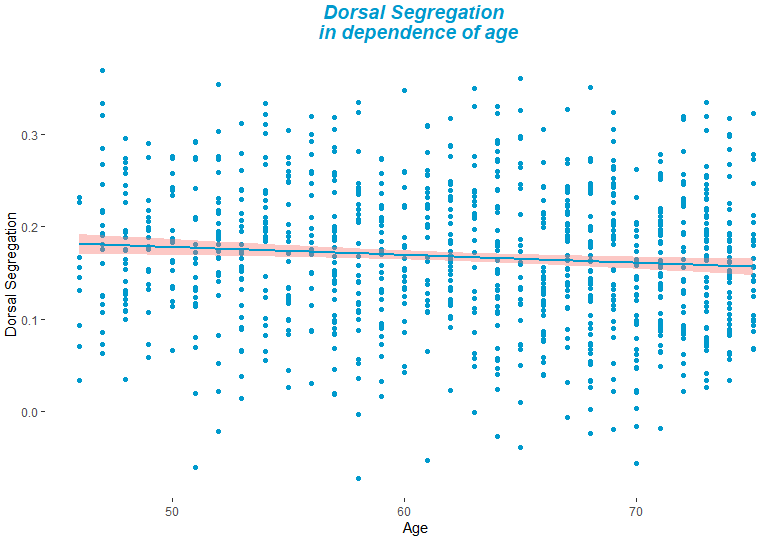 Dorsal Segregation
in dependence of age
Dorsal Segregation
0.3
0.2
0.1
0.0
50
60
70
Age